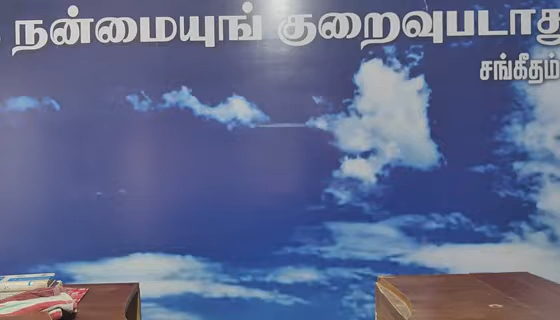 நன்மையுங் குறைவுபடாது
சங்கீதம்